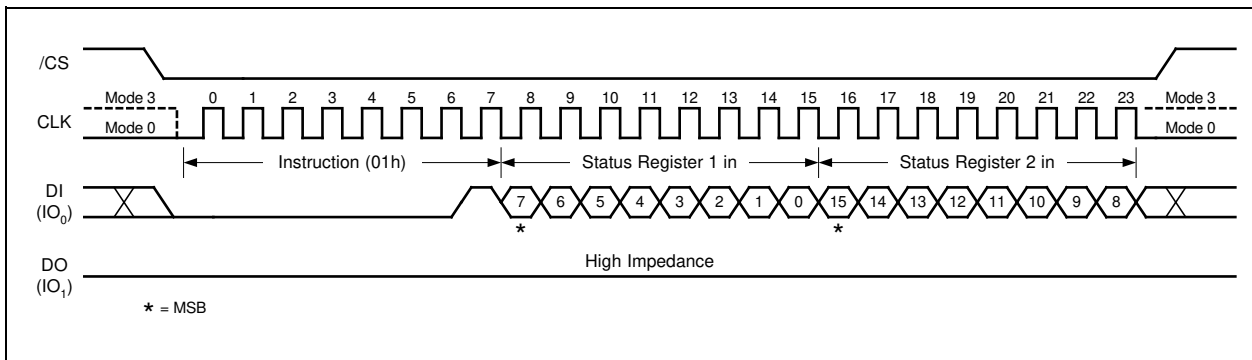 /CS
Mode 3 0 1 2 3 4 5 6 7 8 9 10 11 12 13 14 15 16 17 18 19 20 21 22 23 Mode 3
CLK
Mode 0 Mode 0
Instruction (01h) Status Register 1 in Status Register 2 in
DI
(IO0) 7 6 5 4 3 2 1 0 15 14 13 12 11 10 9 8
* *
High Impedance
DO
(IO1)
* = MSB